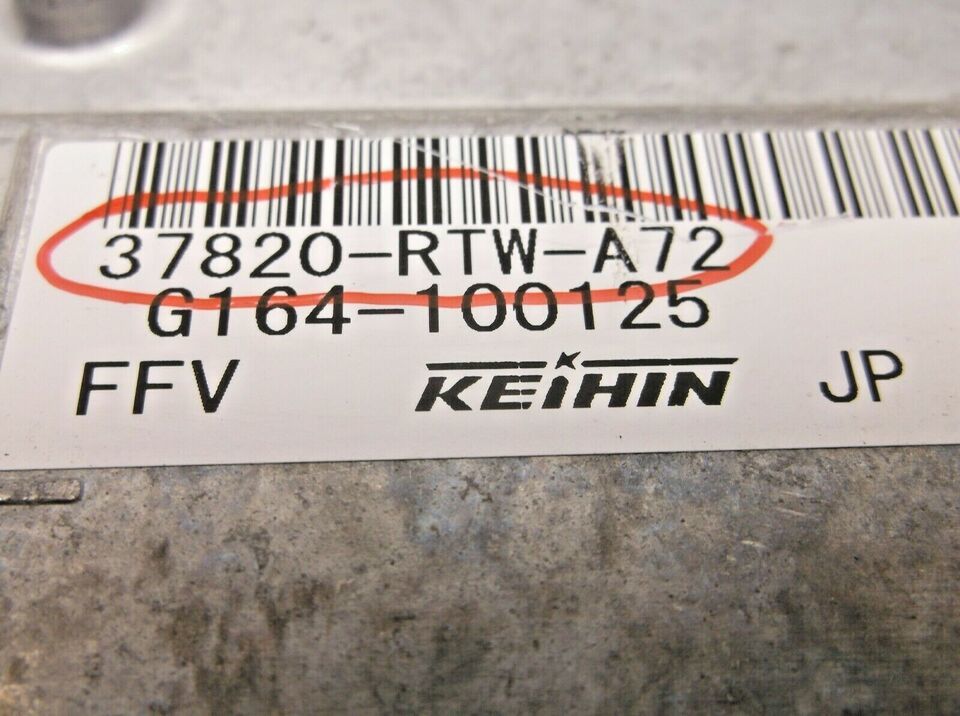 37820-RTW-A72
G164-100125
FFV KEIHIN JP